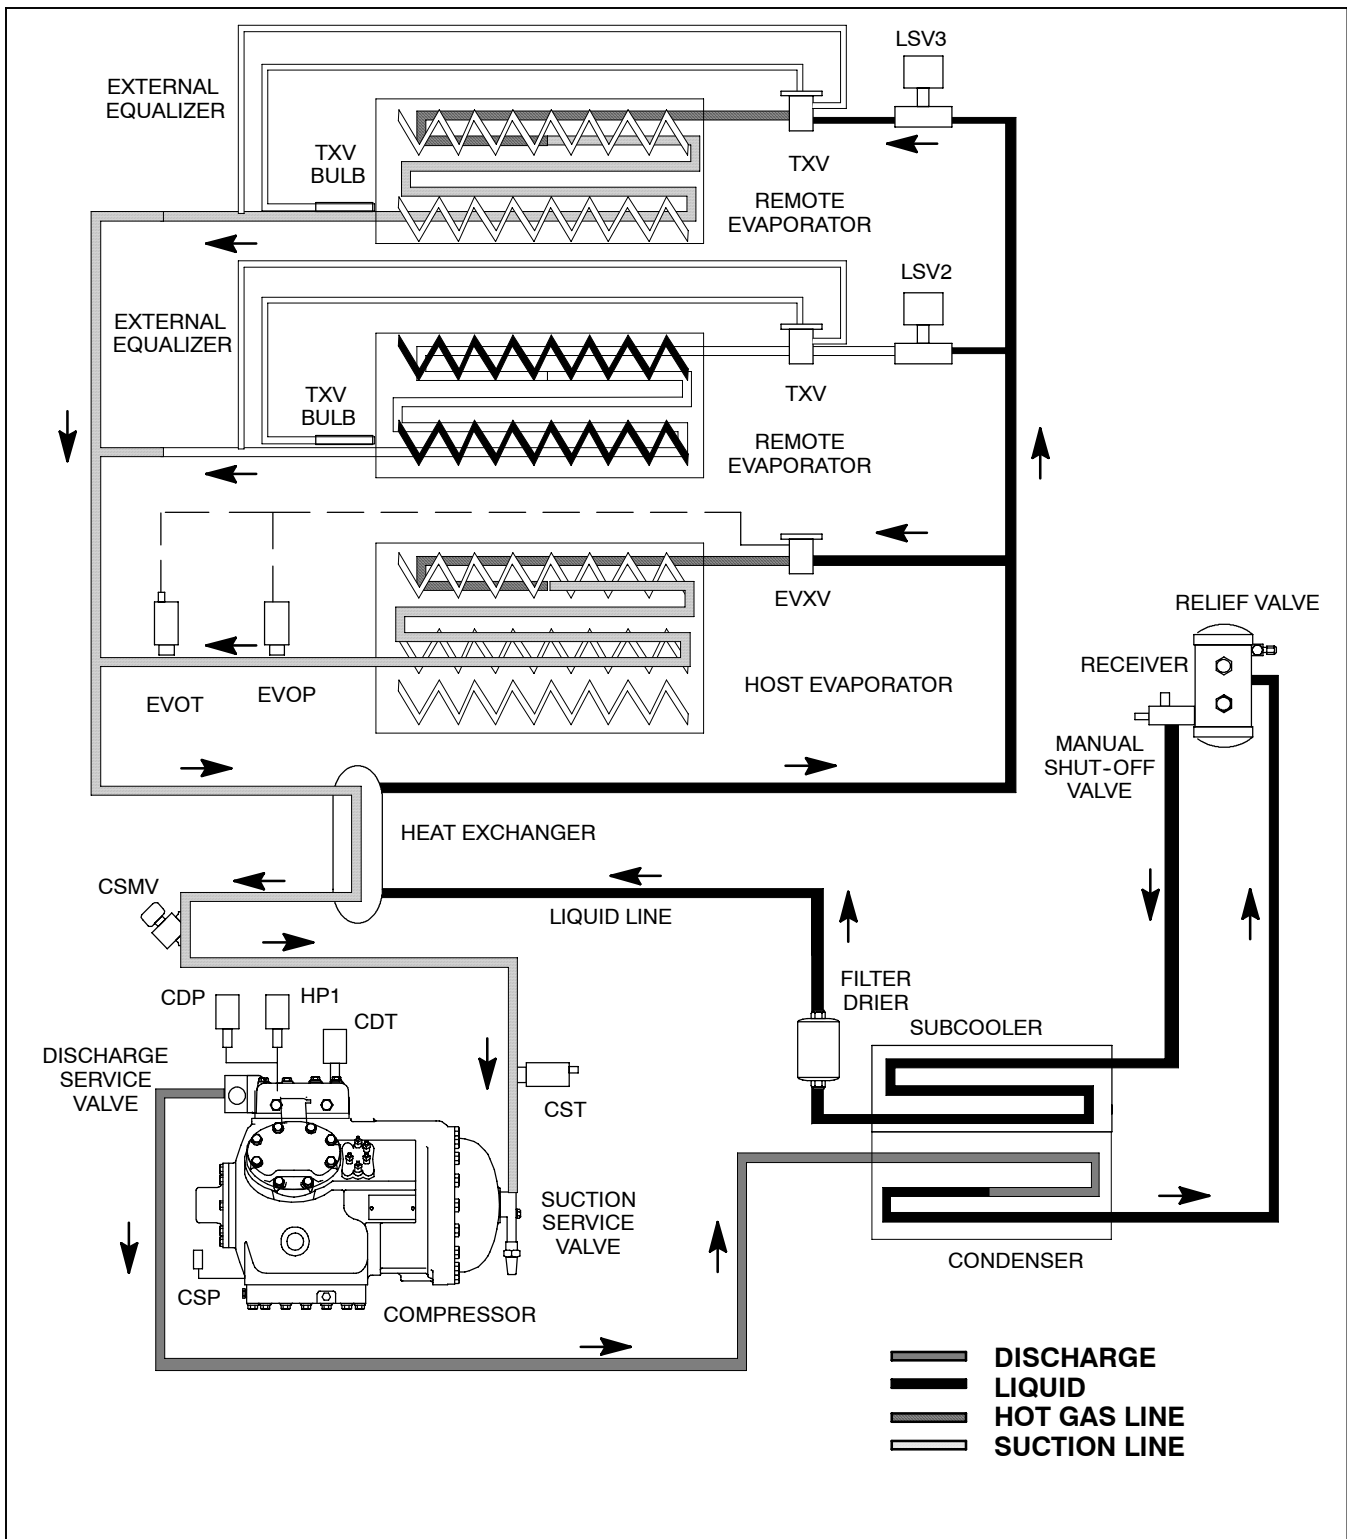 LSV3
EXTERNAL
EQUALIZER
TXV
BULB
TXV
REMOTE
EVAPORATOR
LSV2
EXTERNAL
EQUALIZER
TXV
BULB
TXV
REMOTE
EVAPORATOR
EVXV
RELIEF VALVE
RECEIVER
EVOT
EVOP
HOST EVAPORATOR
MANUAL
SHUT-OFF
VALVE
HEAT EXCHANGER
CSMV
LIQUID LINE
FILTER
DRIER
CDP
HP1
CDT
SUBCOOLER
DISCHARGE
SERVICE
VALVE
CST
SUCTION
SERVICE
VALVE
CONDENSER
CSP
COMPRESSOR
DISCHARGE
LIQUID
HOT GAS LINE
SUCTION LINE